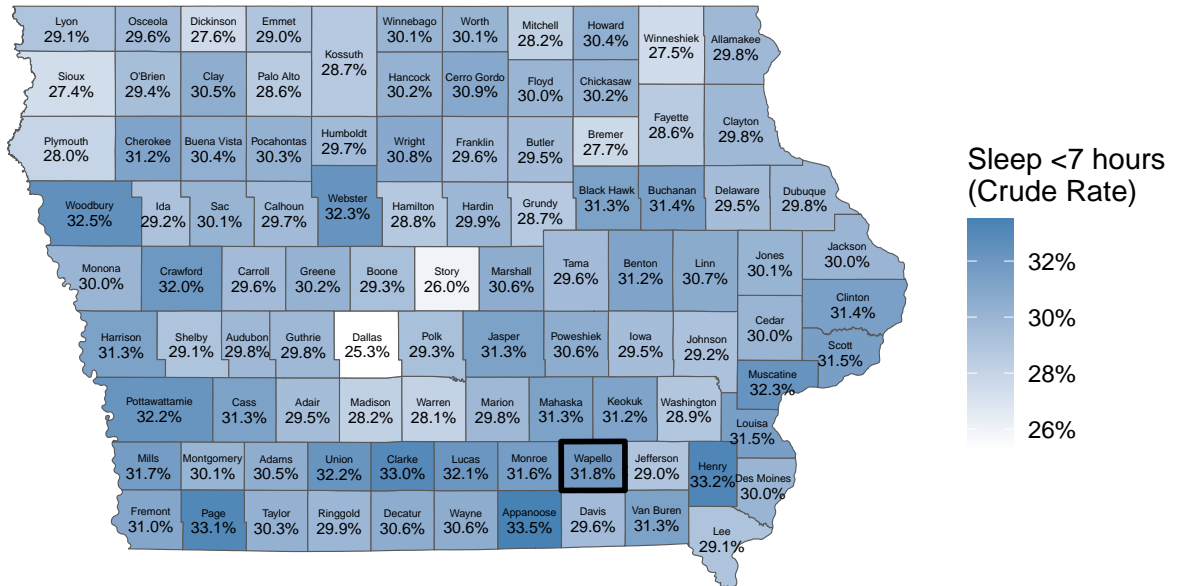 Lyon
29.1%
Osceola
29.6%
Dickinson
27.6%
Emmet
29.0%
Kossuth
28.7%
Winnebago
30.1%
Worth
30.1%
Mitchell
28.2%
Howard
30.4%
Winneshiek
27.5%
Allamakee
29.8%
Sioux
27.4%
O'Brien
29.4%
Clay
30.5%
Palo Alto
28.6%
Hancock
30.2%
Cerro Gordo
30.9%
Floyd
30.0%
Chickasaw
30.2%
Fayette
28.6%
Clayton
29.8%
Plymouth
28.0%
Cherokee
31.2%
Buena Vista
30.4%
Pocahontas
30.3%
Humboldt
29.7%
Wright
30.8%
Franklin
29.6%
Butler
29.5%
Bremer
27.7%
Woodbury
32.5%
Ida
29.2%
Sac
30.1%
Calhoun
29.7%
Webster
32.3%
Hamilton
28.8%
Hardin
29.9%
Grundy
28.7%
Black Hawk
31.3%
Buchanan
31.4%
Delaware
29.5%
Dubuque
29.8%
Monona
30.0%
Crawford
32.0%
Carroll
29.6%
Greene
30.2%
Boone
29.3%
Story
26.0%
Marshall
30.6%
Tama
29.6%
Benton
31.2%
Linn
30.7%
Jones
30.1%
Jackson
30.0%
Clinton
31.4%
Harrison
31.3%
Shelby
29.1%
Audubon
29.8%
Guthrie
29.8%
Dallas
25.3%
Polk
29.3%
Jasper
31.3%
Poweshiek
30.6%
Iowa
29.5%
Johnson
29.2%
Cedar
30.0%
Scott
31.5%
Muscatine
32.3%
Pottawattamie
32.2%
Cass
31.3%
Adair
29.5%
Madison
28.2%
Warren
28.1%
Marion
29.8%
Mahaska
31.3%
Keokuk
31.2%
Washington
28.9%
Louisa
31.5%
Mills
31.7%
Montgomery
30.1%
Adams
30.5%
Union
32.2%
Clarke
33.0%
Lucas
32.1%
Monroe
31.6%
Wapello
31.8%
Jefferson
29.0%
Henry
33.2%
Des Moines
30.0%
Fremont
31.0%
Page
33.1%
Taylor
30.3%
Ringgold
29.9%
Decatur
30.6%
Wayne
30.6%
Appanoose
33.5%
Davis
29.6%
Van Buren
31.3%
Lee
29.1%
Sleep <7 hours
(Crude Rate)
32%
30%
28%
26%